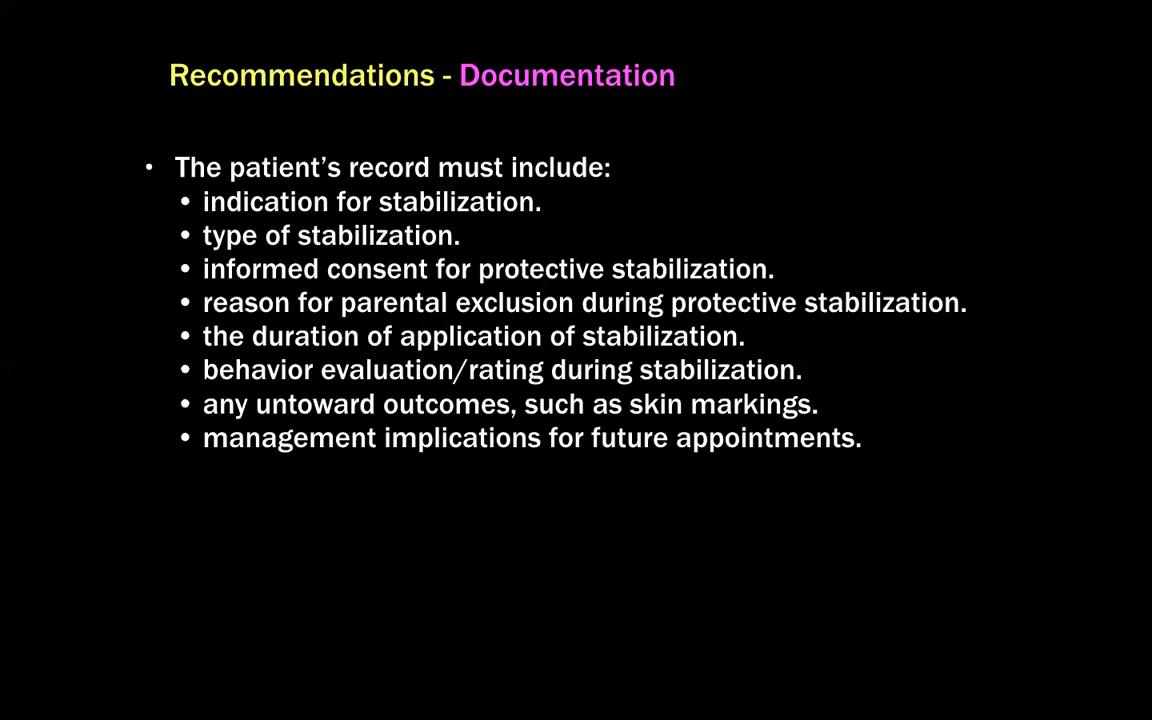 Recommendations - Documentation
• The patient’s record must include:
• indication for stabilization.
• type of stabilization.
• informed consent for protective stabilization.
• reason for parental exclusion during protective stabilization.
• the duration of application of stabilization.
• behavior evaluation/rating during stabilization.
• any untoward outcomes, such as skin markings.
• management implications for future appointments.